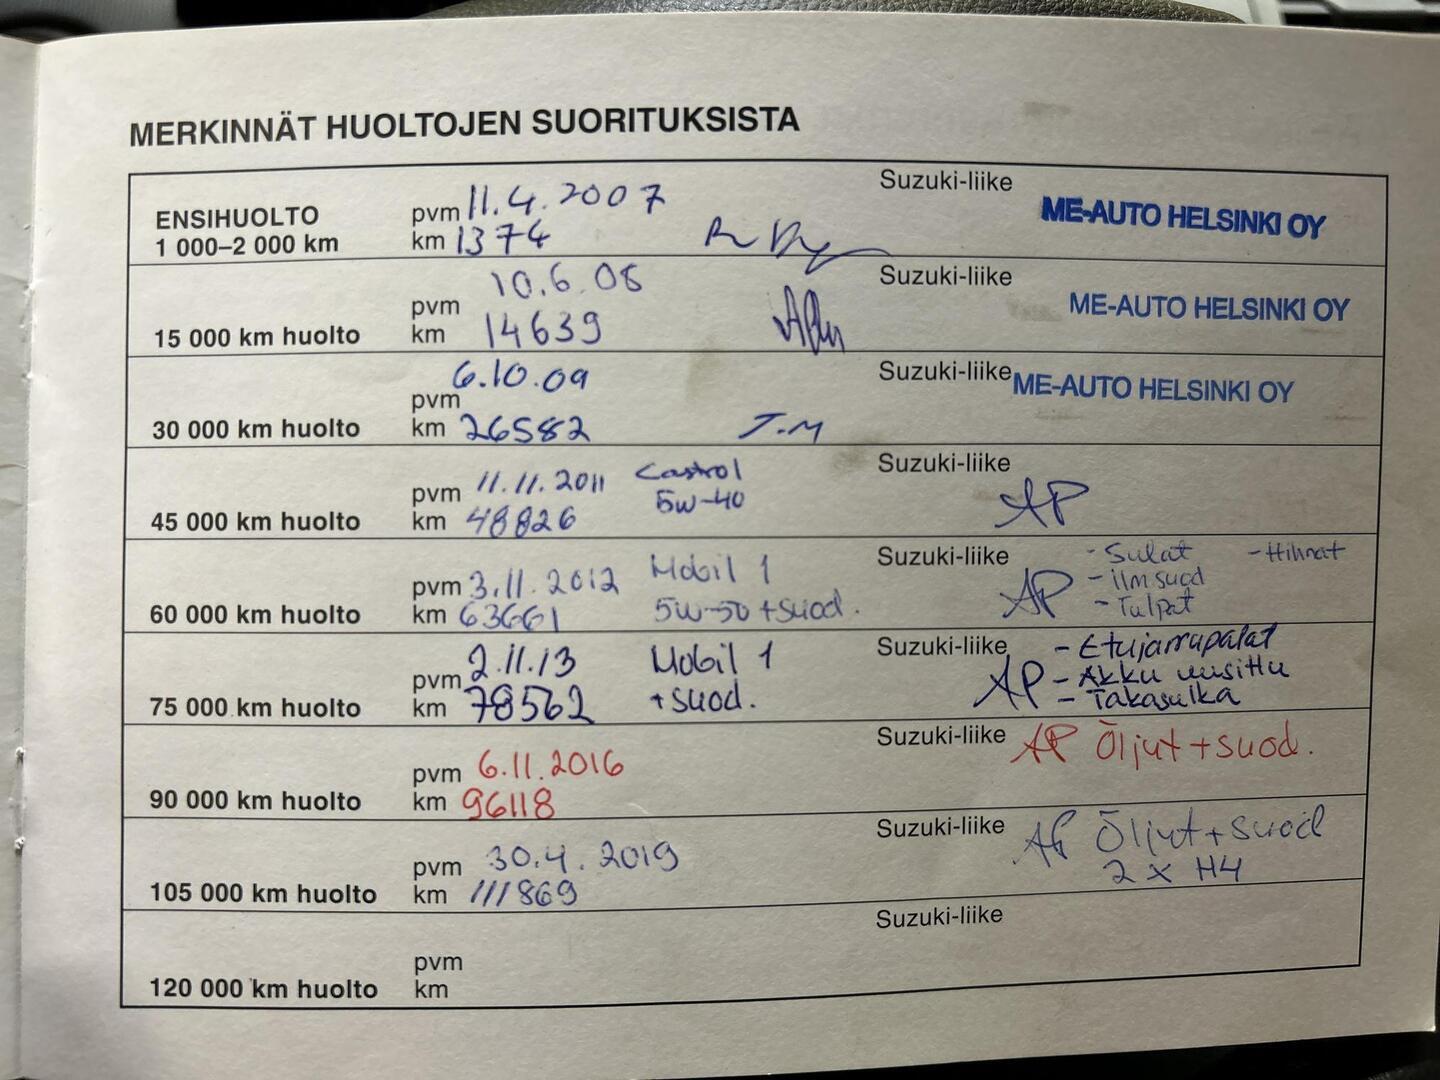 MERKINNÄT HUOLTOJEN SUORITUKSISTA
ENSIHUOLTO
1 000–2 000 km
pvm 11.4.2007
km 1374
Suzuki-liike
ME-AUTO HELSINKI OY
15 000 km huolto
pvm 10.6.08
km 14639
Suzuki-liike
ME-AUTO HELSINKI OY
30 000 km huolto
pvm 6.10.09
km 26582
J.M
Suzuki-liike
ME-AUTO HELSINKI OY
45 000 km huolto
pvm 11.11.2011
km 48826
Castrol
5w-40
Suzuki-liike
AP
60 000 km huolto
pvm 3.11.2012
km 63661
Mobil 1
5w-50 +suod.
Suzuki-liike
AP
- Sulat
- Hihnat
- ilmsuod
- Tulpat
75 000 km huolto
pvm 2.11.13
km 78562
Mobil 1
+suod.
Suzuki-liike
AP
- Etujarrupalat
- Akku uusittu
- Takasulka
90 000 km huolto
pvm 6.11.2016
km 96118
Suzuki-liike
AP Õljut+suod.
105 000 km huolto
pvm 30.4.2019
km 111869
Suzuki-liike
AP Õljut+suod
2 x H4
120 000 km huolto
pvm
km
Suzuki-liike